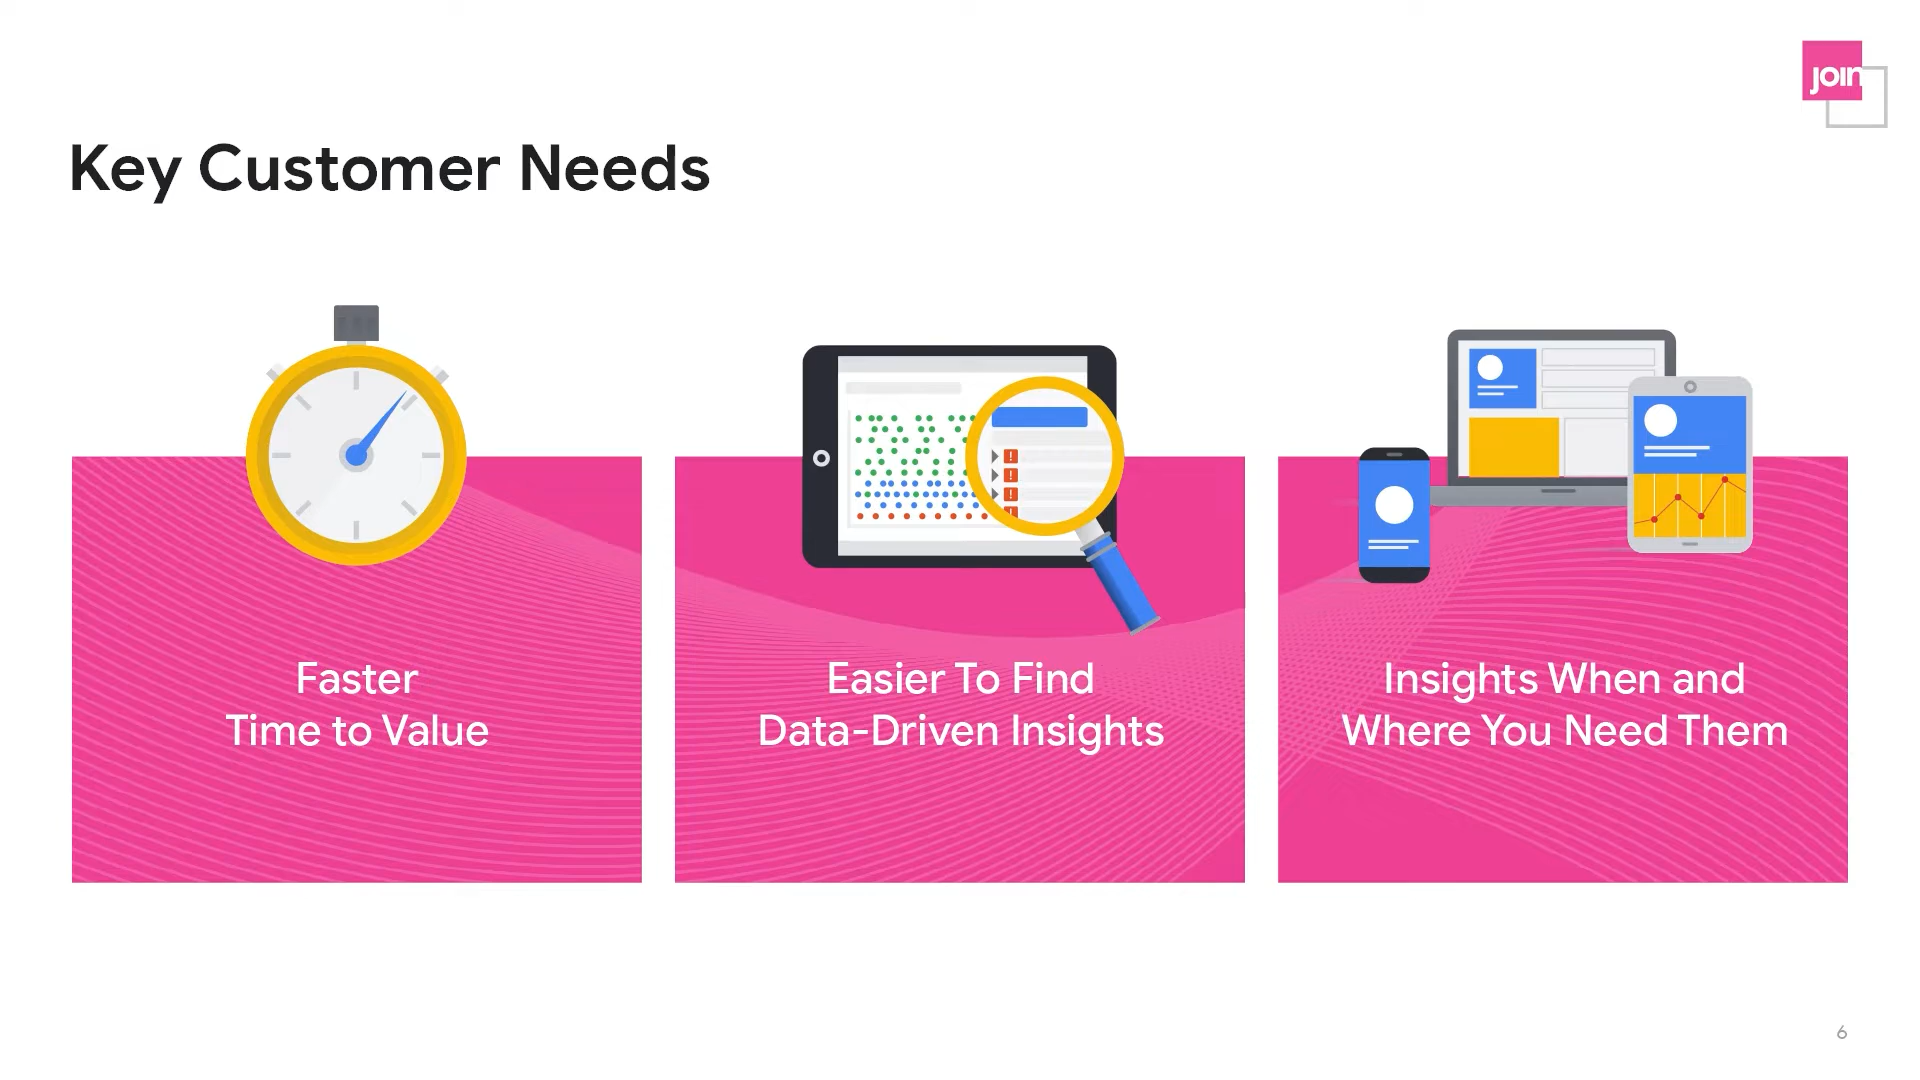 join
Key Customer Needs
Faster
Time to Value
Easier To Find
Data-Driven Insights
Insights When and
Where You Need Them
6